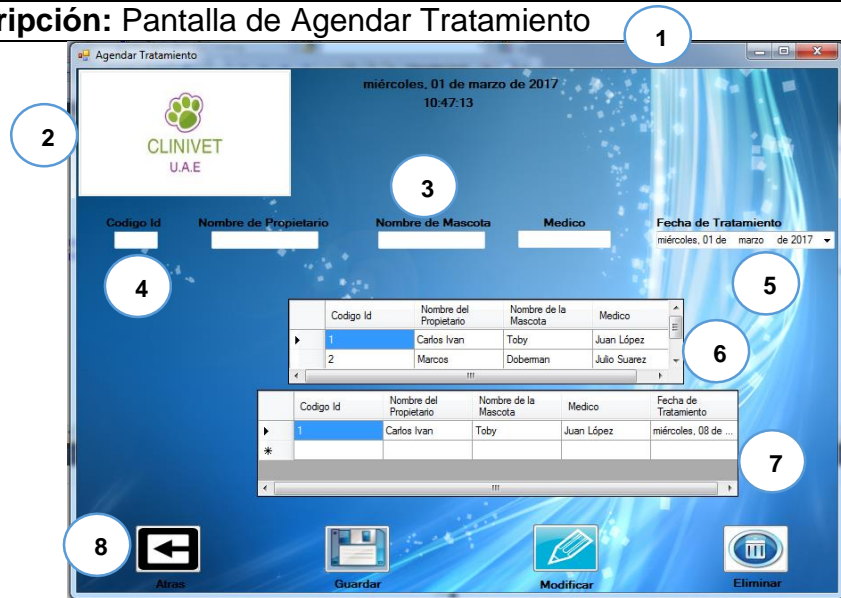 ripción: Pantalla de Agendar Tratamiento
1
Agendar Tratamiento
miércoles, 01 de marzo de 2017
10:47:13
2
CLINIVET
U.A.E
3
Codigo Id Nombre de Propietario Nombre de Mascota Medico Fecha de Tratamiento
miércoles, 01 de marzo de 2017
4
5
Codigo Id Nombre del Propietario Nombre de la Mascota Medico
1 Carlos Ivan Toby Juan López
2 Marcos Doberman Julio Suarez
6
Codigo Id Nombre del Propietario Nombre de la Mascota Medico Fecha de Tratamiento
1 Carlos Ivan Toby Juan López miércoles, 08 de ...
7
8
Atras Guardar Modificar Eliminar